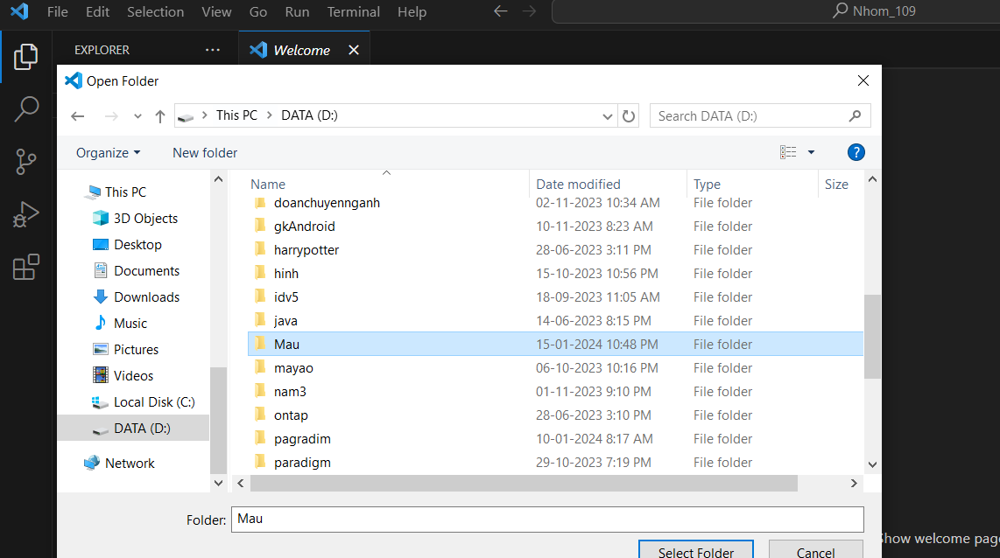 File Edit Selection View Go Run Terminal Help Nhom_109
EXPLORER ··· Welcome
Open Folder
This PC > DATA (D:) Search DATA (D:)
Organize New folder
Name Date modified Type Size
This PC
3D Objects
Desktop
Documents
Downloads
Music
Pictures
Videos
Local Disk (C:)
DATA (D:)
Network
doanchuyennganh 02-11-2023 10:34 AM File folder
gkAndroid 10-11-2023 8:23 AM File folder
harrypotter 28-06-2023 3:11 PM File folder
hinh 15-10-2023 10:56 PM File folder
idv5 18-09-2023 11:05 AM File folder
java 14-06-2023 8:15 PM File folder
Mau 15-01-2024 10:48 PM File folder
mayao 06-10-2023 10:16 PM File folder
nam3 01-11-2023 9:10 PM File folder
ontap 28-06-2023 3:10 PM File folder
pagradim 10-01-2024 8:17 AM File folder
paradigm 29-10-2023 7:19 PM File folder
Folder: Mau
Select Folder Cancel
Show welcome pag